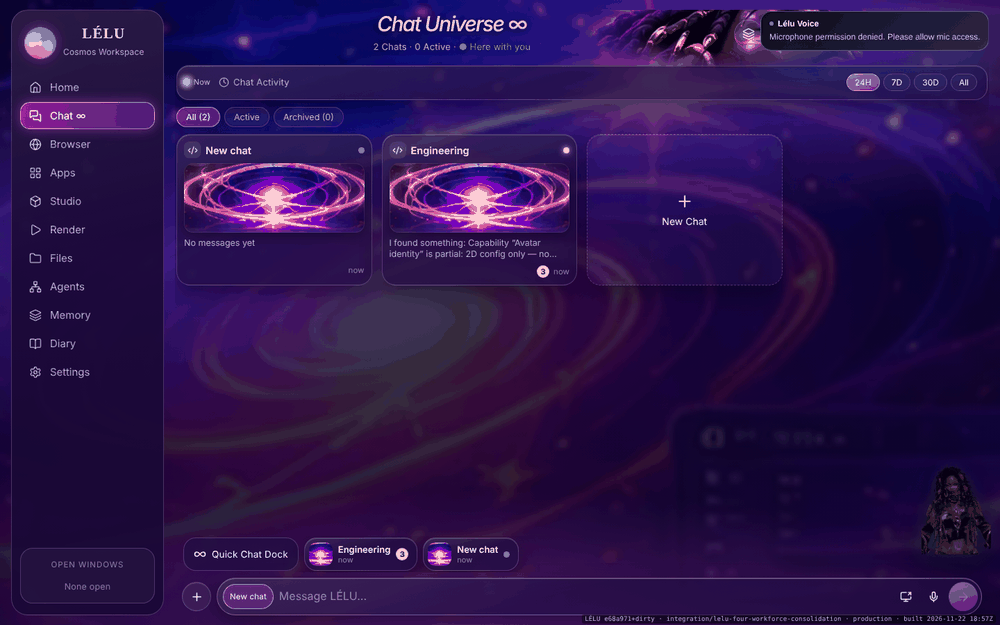 LÉLU
Cosmos Workspace
Home
Chat ∞
Browser
Apps
Studio
Render
Files
Agents
Memory
Diary
Settings
OPEN WINDOWS
None open
Chat Universe ∞
2 Chats · 0 Active · Here with you
Lélu Voice
Microphone permission denied. Please allow mic access.
Now
Chat Activity
24H
7D
30D
All
All (2)
Active
Archived (0)
New chat
No messages yet
now
Engineering
I found something: Capability "Avatar
identity" is partial: 2D config only — no...
3 now
New Chat
∞ Quick Chat Dock
Engineering
now
3
New chat
now
New chat
Message LÉLU...
LÉLU e68a971+dirty · integration/lelu-four-workforce-consolidation · production · built 2026-11-22 18:57Z